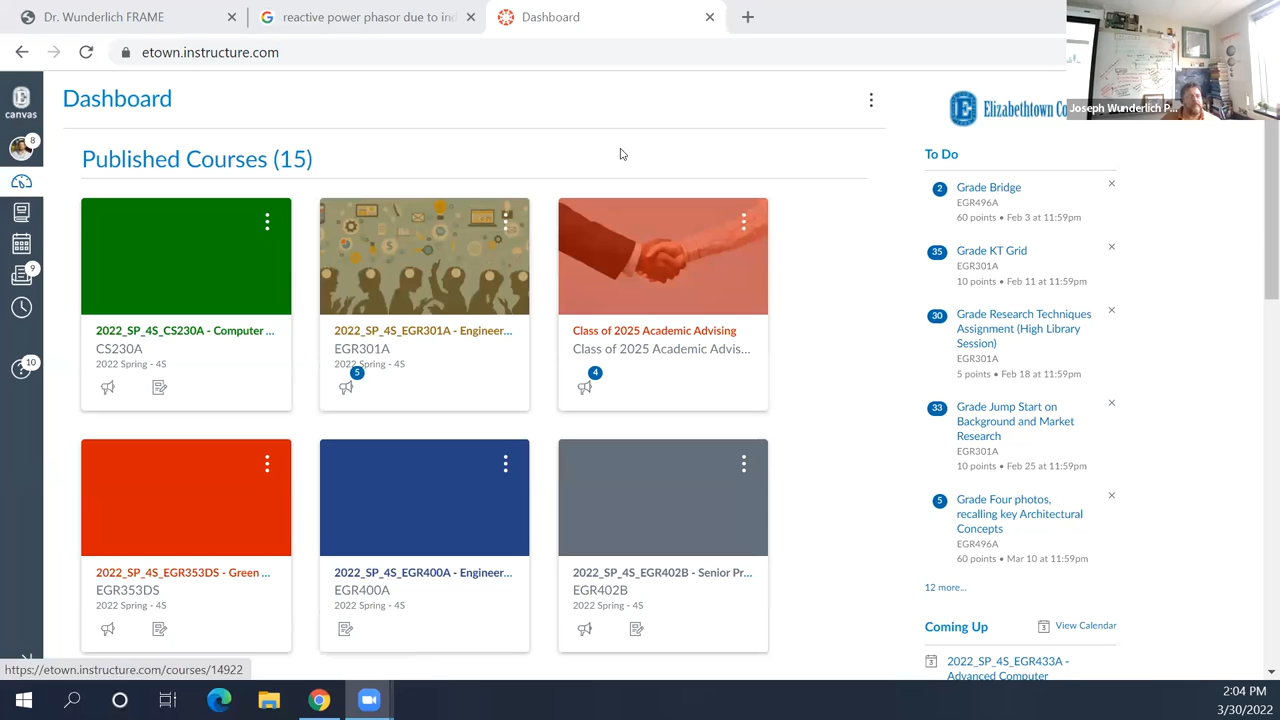 Dr. Wunderlich FRAME
reactive power phasor due to ind
Dashboard
etown.instructure.com
canvas
8
9
10
Dashboard
Published Courses (15)
2022_SP_4S_CS230A - Computer ...
CS230A
2022 Spring - 4S
2022_SP_4S_EGR301A - Engineer...
EGR301A
2022 Spring - 4S
5
Class of 2025 Academic Advising
Class of 2025 Academic Advis...
4
2022_SP_4S_EGR353DS - Green ...
EGR353DS
2022 Spring - 4S
2022_SP_4S_EGR400A - Engineer...
EGR400A
2022 Spring - 4S
2022_SP_4S_EGR402B - Senior Pr...
EGR402B
2022 Spring - 4S
Elizabethtown Co
Joseph Wunderlich P...
To Do
2
Grade Bridge
EGR496A
60 points • Feb 3 at 11:59pm
35
Grade KT Grid
EGR301A
10 points • Feb 11 at 11:59pm
30
Grade Research Techniques
Assignment (High Library
Session)
EGR301A
5 points • Feb 18 at 11:59pm
33
Grade Jump Start on
Background and Market
Research
EGR301A
10 points • Feb 25 at 11:59pm
5
Grade Four photos,
recalling key Architectural
Concepts
EGR496A
60 points • Mar 10 at 11:59pm
12 more...
Coming Up
3 View Calendar
3 2022_SP_4S_EGR433A -
Advanced Computer
https://etown.instructure.com/courses/14922
2:04 PM
3/30/2022